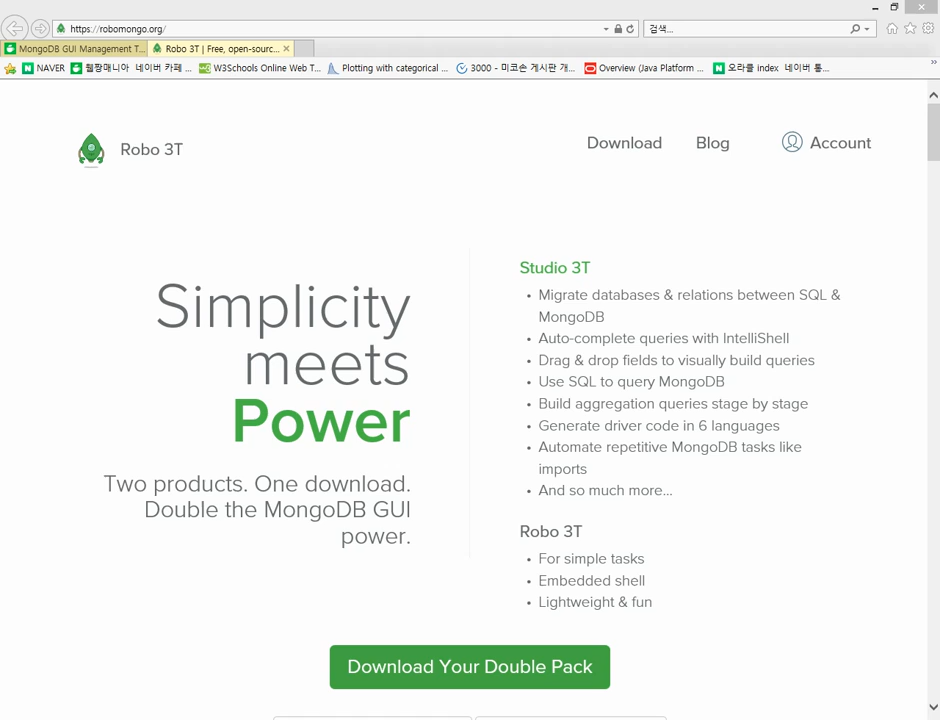 https://robomongo.org/
검색...
MongoDB GUI Management T...
Robo 3T | Free, open-sourc...
NAVER
웹짱매니아 네이버 카페 ...
W3Schools Online Web T...
Plotting with categorical ...
3000 - 미코손 게시판 개...
Overview (Java Platform ...
오라클 index 네이버 통...
Robo 3T
Download
Blog
Account
Simplicity
meets
Power
Two products. One download.
Double the MongoDB GUI
power.
Studio 3T
• Migrate databases & relations between SQL &
MongoDB
• Auto-complete queries with IntelliShell
• Drag & drop fields to visually build queries
• Use SQL to query MongoDB
• Build aggregation queries stage by stage
• Generate driver code in 6 languages
• Automate repetitive MongoDB tasks like
imports
• And so much more...
Robo 3T
• For simple tasks
• Embedded shell
• Lightweight & fun
Download Your Double Pack